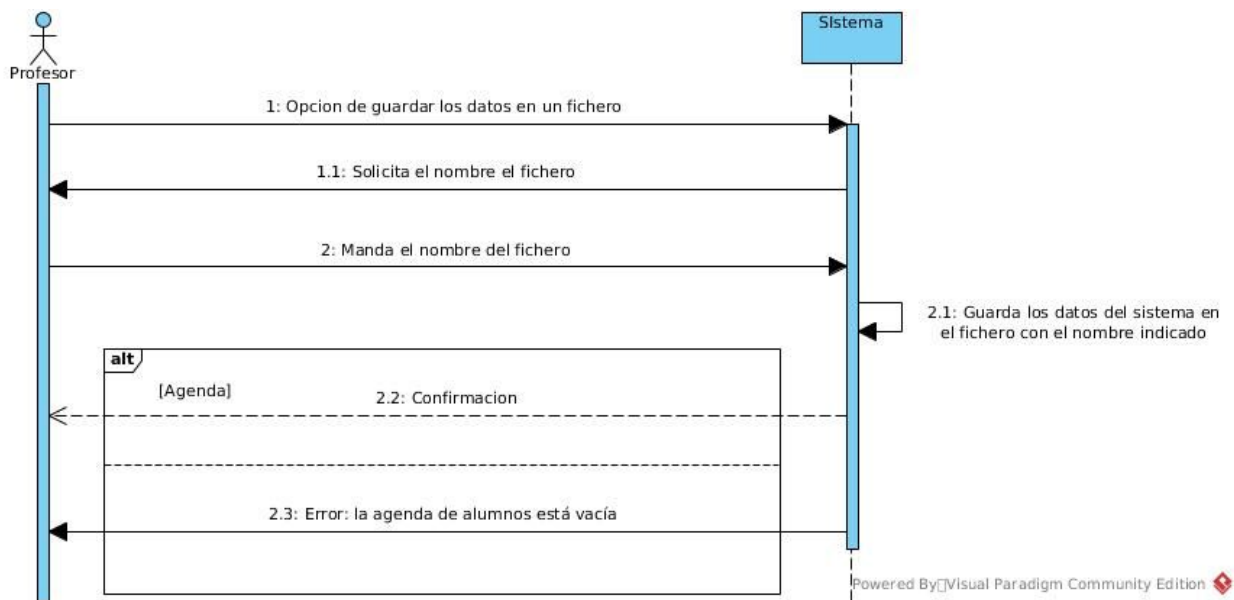 Profesor
SIstema
1: Opcion de guardar los datos en un fichero
1.1: Solicita el nombre el fichero
2: Manda el nombre del fichero
2.1: Guarda los datos del sistema en
el fichero con el nombre indicado
alt
[Agenda]
2.2: Confirmacion
2.3: Error: la agenda de alumnos está vacía
Powered By Visual Paradigm Community Edition